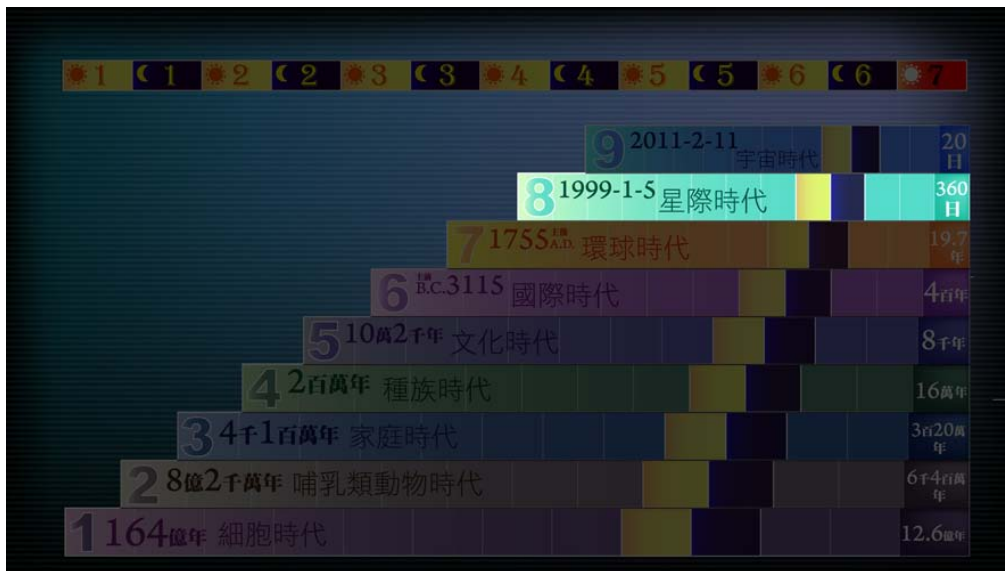 1 1 2 2 3 3 4 4 5 5 6 6 7
9 2011-2-11 宇宙時代 20日
8 1999-1-5 星際時代 360日
7 1755 A.D. 環球時代 19.7年
6 B.C.3115 國際時代 4百年
5 10萬2千年 文化時代 8千年
4 2百萬年 種族時代 16萬年
3 4千1百萬年 家庭時代 3百20萬年
2 8億2千萬年 哺乳類動物時代 6千4百萬年
1 164億年 細胞時代 12.6億年